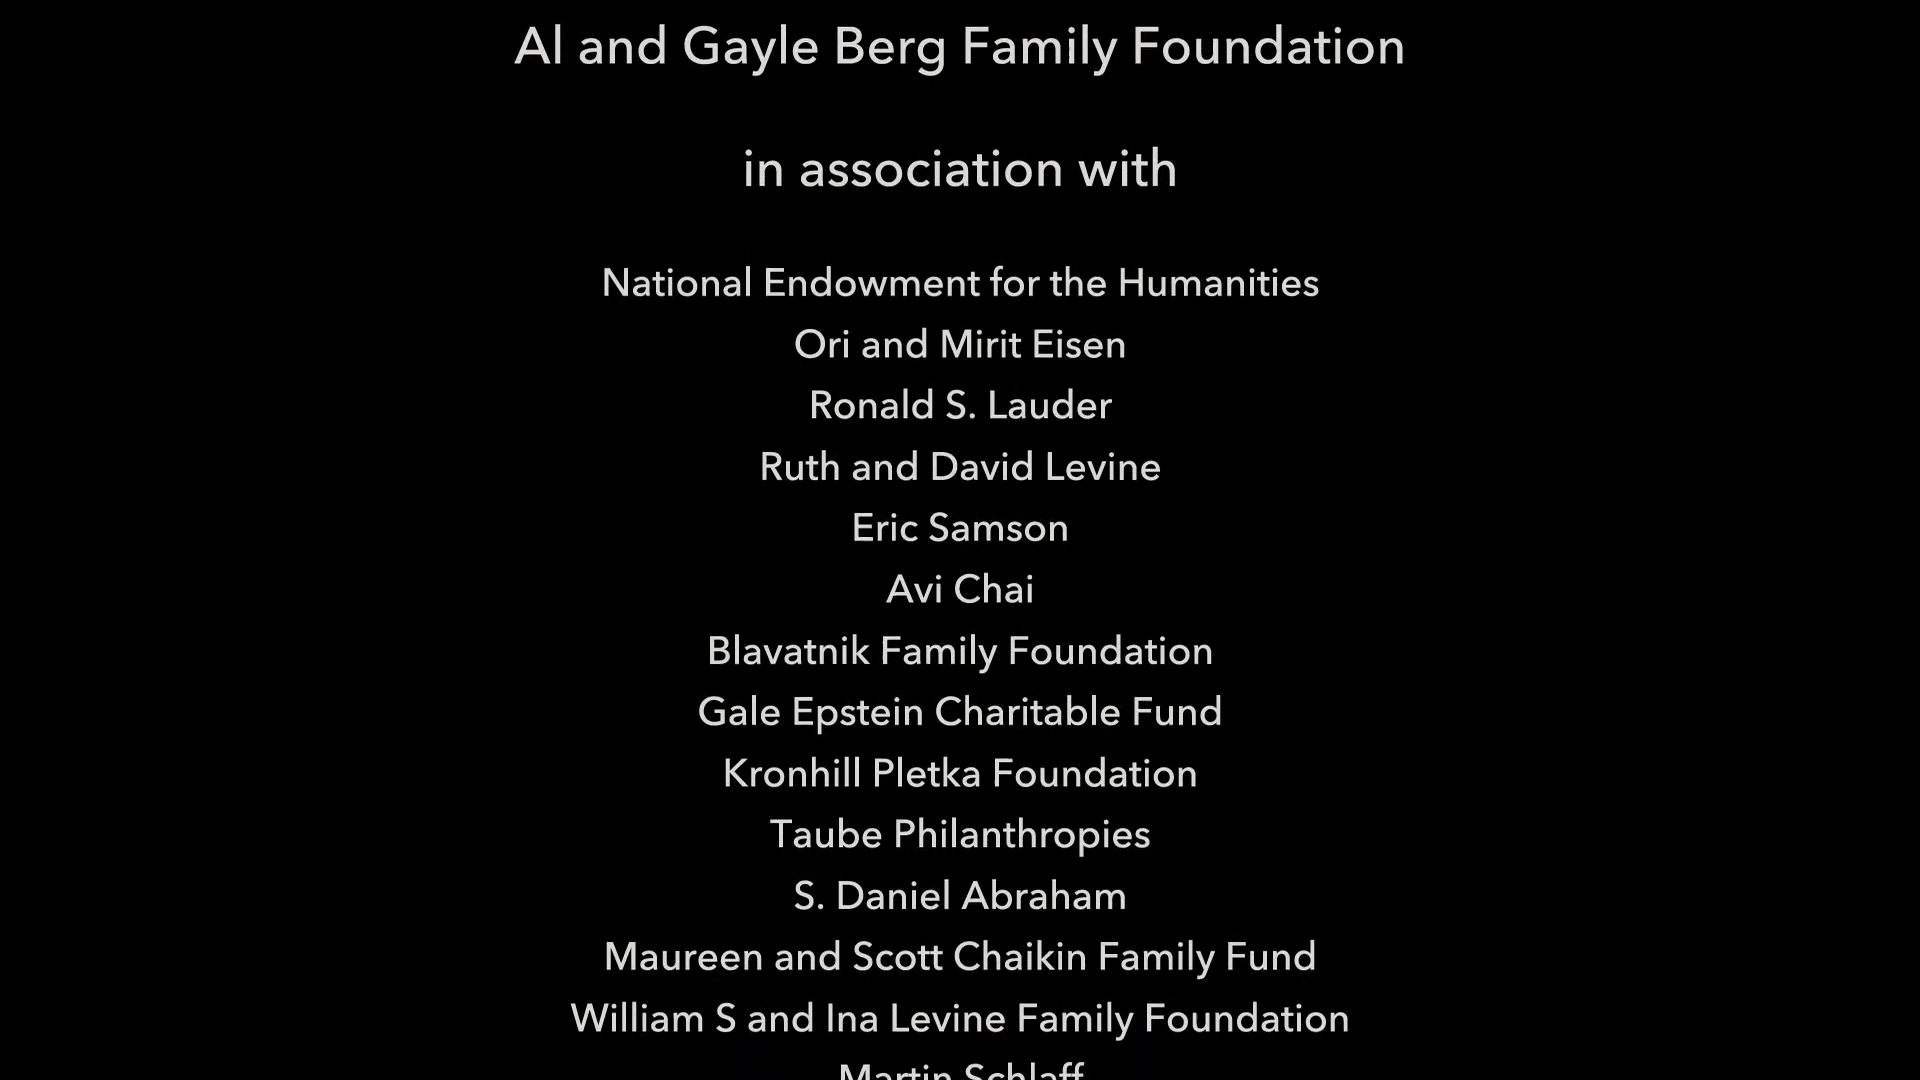 Al and Gayle Berg Family Foundation
in association with
National Endowment for the Humanities
Ori and Mirit Eisen
Ronald S. Lauder
Ruth and David Levine
Eric Samson
Avi Chai
Blavatnik Family Foundation
Gale Epstein Charitable Fund
Kronhill Pletka Foundation
Taube Philanthropies
S. Daniel Abraham
Maureen and Scott Chaikin Family Fund
William S and Ina Levine Family Foundation
Martin Schlaff